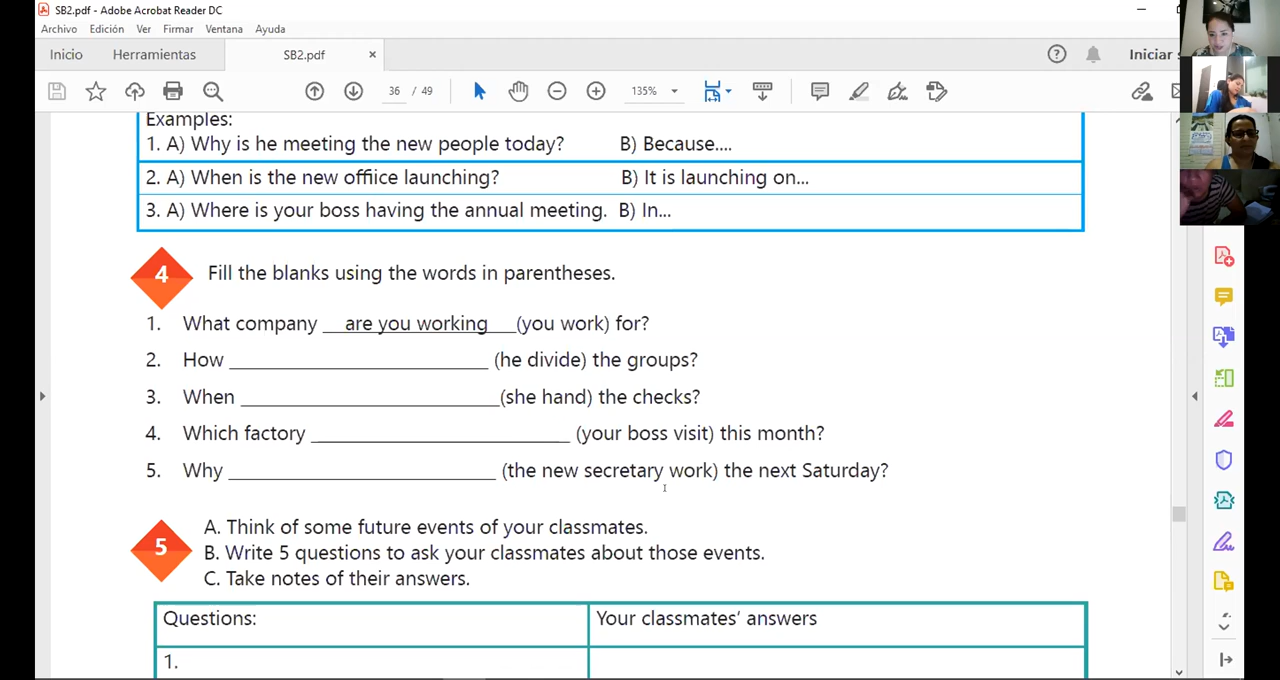 SB2.pdf - Adobe Acrobat Reader DC
Archivo Edición Ver Firmar Ventana Ayuda
Inicio Herramientas SB2.pdf × Iniciar
36 / 49 135%
Examples:
1. A) Why is he meeting the new people today? B) Because....
2. A) When is the new offiice launching? B) It is launching on...
3. A) Where is your boss having the annual meeting. B) In...
4 Fill the blanks using the words in parentheses.
1. What company __are you working__(you work) for?
2. How ______________________ (he divide) the groups?
3. When ______________________(she hand) the checks?
4. Which factory ______________________ (your boss visit) this month?
5. Why ______________________ (the new secretary work) the next Saturday?
5 A. Think of some future events of your classmates.
B. Write 5 questions to ask your classmates about those events.
C. Take notes of their answers.
Questions: Your classmates' answers
1.